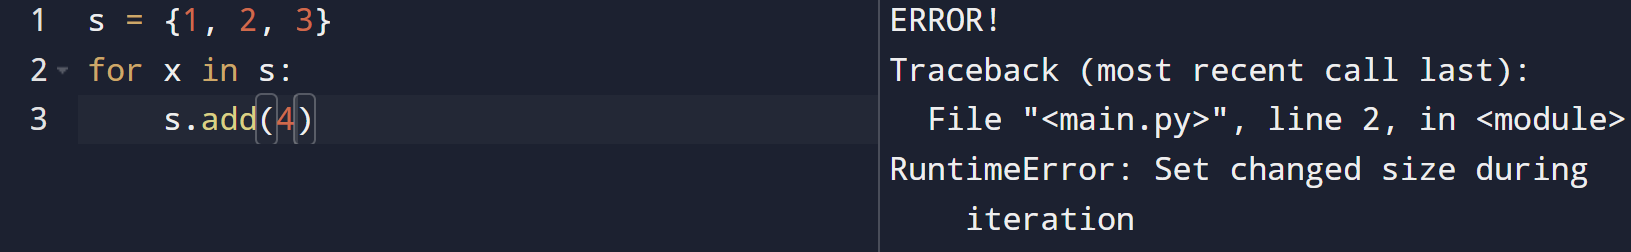 1 s = {1, 2, 3}
2 for x in s:
3     s.add(4)
ERROR!
Traceback (most recent call last):
  File "<main.py>", line 2, in <module>
RuntimeError: Set changed size during
    iteration